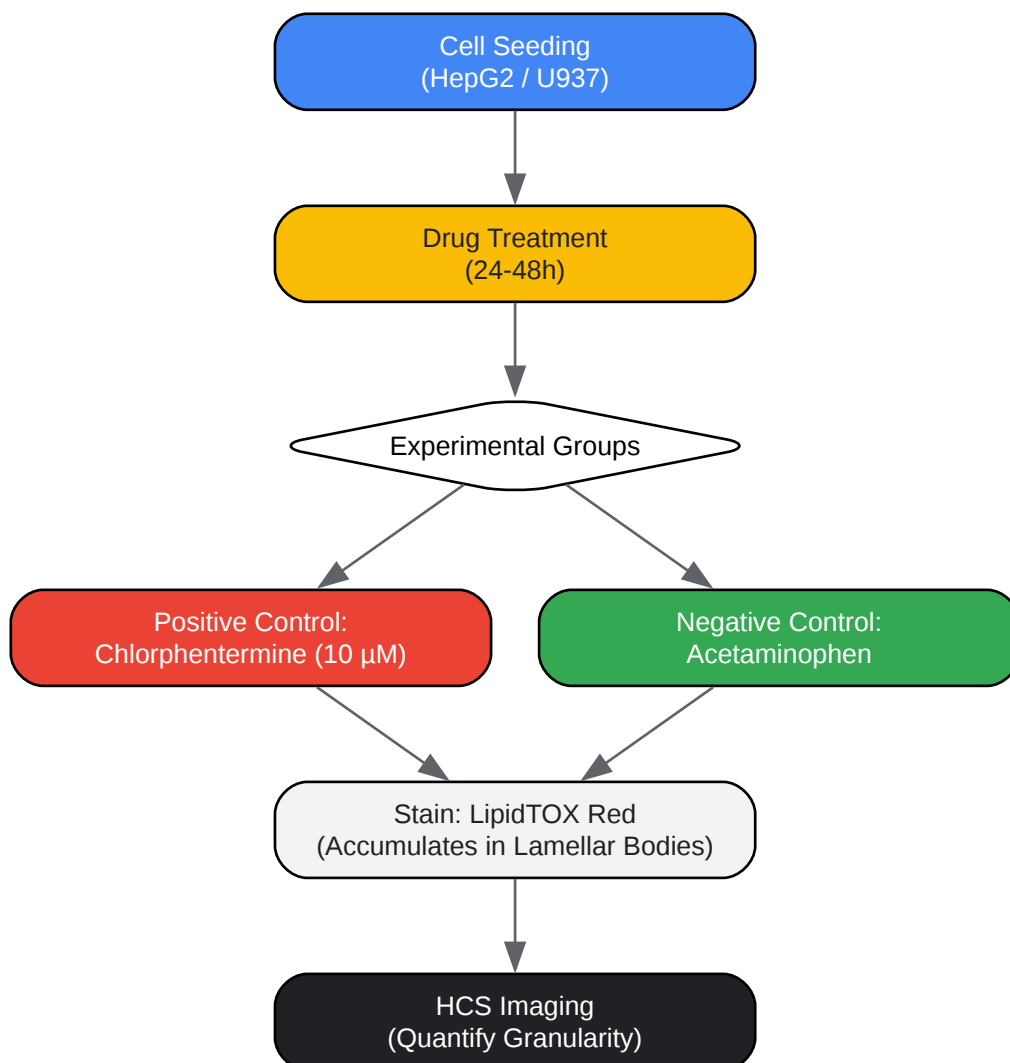 Cell Seeding
(HepG2 / U937)
Drug Treatment
(24-48h)
Experimental Groups
Positive Control:
Chlorphentermine (10 µM)
Negative Control:
Acetaminophen
Stain: LipidTOX Red
(Accumulates in Lamellar Bodies)
HCS Imaging
(Quantify Granularity)